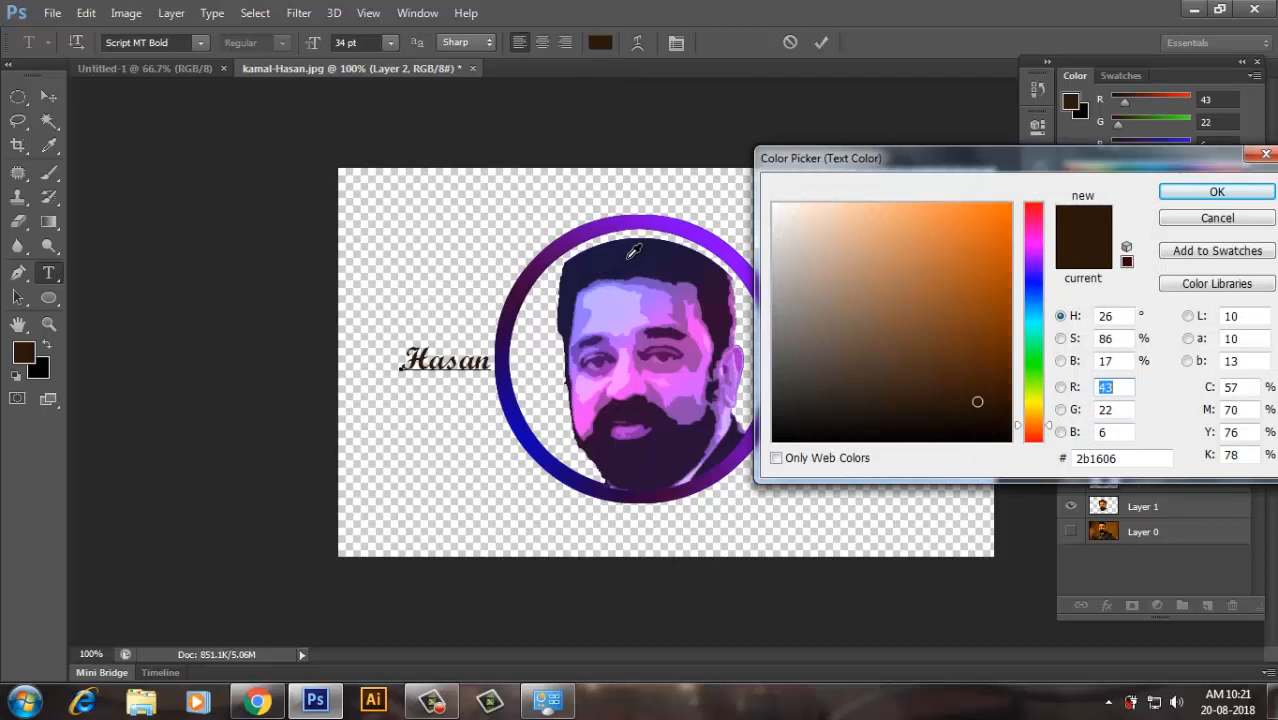 Ps File Edit Image Layer Type Select Filter 3D View Window Help
T Script MT Bold Regular 34 pt Sharp Essentials
Untitled-1 @ 66.7% (RGB/8) × kamal-Hasan.jpg @ 100% (Layer 2, RGB/8#) * ×
Color Swatches
R 43
G 22
Color Picker (Text Color)
new
OK
Cancel
Add to Swatches
current
Color Libraries
H: 26 ° L: 10
S: 86 % a: 10
B: 17 % b: 13
R: 43 C: 57 %
G: 22 M: 70 %
B: 6 Y: 76 %
# 2b1606 K: 78 %
Only Web Colors
Hasan
Layer 1
Layer 0
100% Doc: 851.1K/5.06M
Mini Bridge Timeline
Ps Ai
AM 10:21
20-08-2018